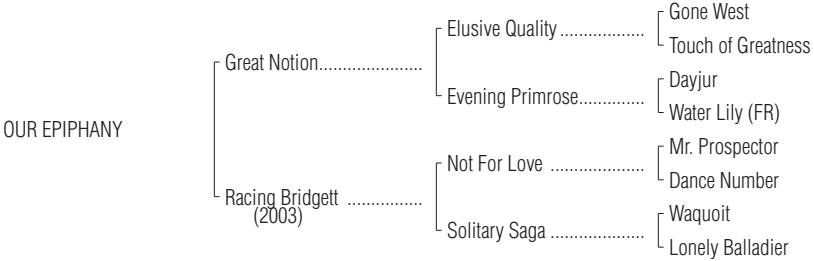 Gone West
Elusive Quality ..................
Touch of Greatness
Great Notion......................
Dayjur
Evening Primrose..............
Water Lily (FR)
OUR EPIPHANY
Mr. Prospector
Not For Love ....................
Dance Number
Racing Bridgett ................
(2003)
Waquoit
Solitary Saga ....................
Lonely Balladier